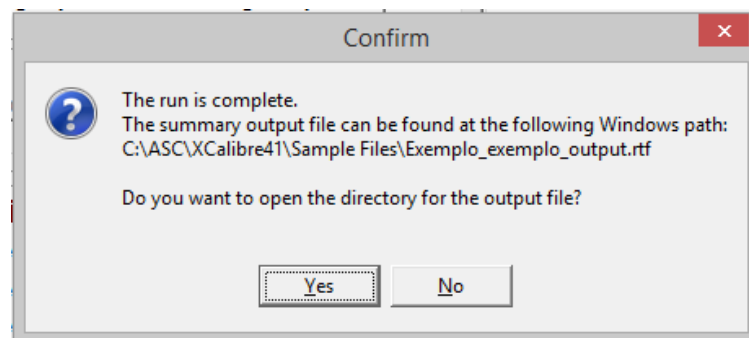 Confirm
The run is complete.
The summary output file can be found at the following Windows path:
C:\ASC\XCalibre41\Sample Files\Exemplo_exemplo_output.rtf
Do you want to open the directory for the output file?
Yes
No